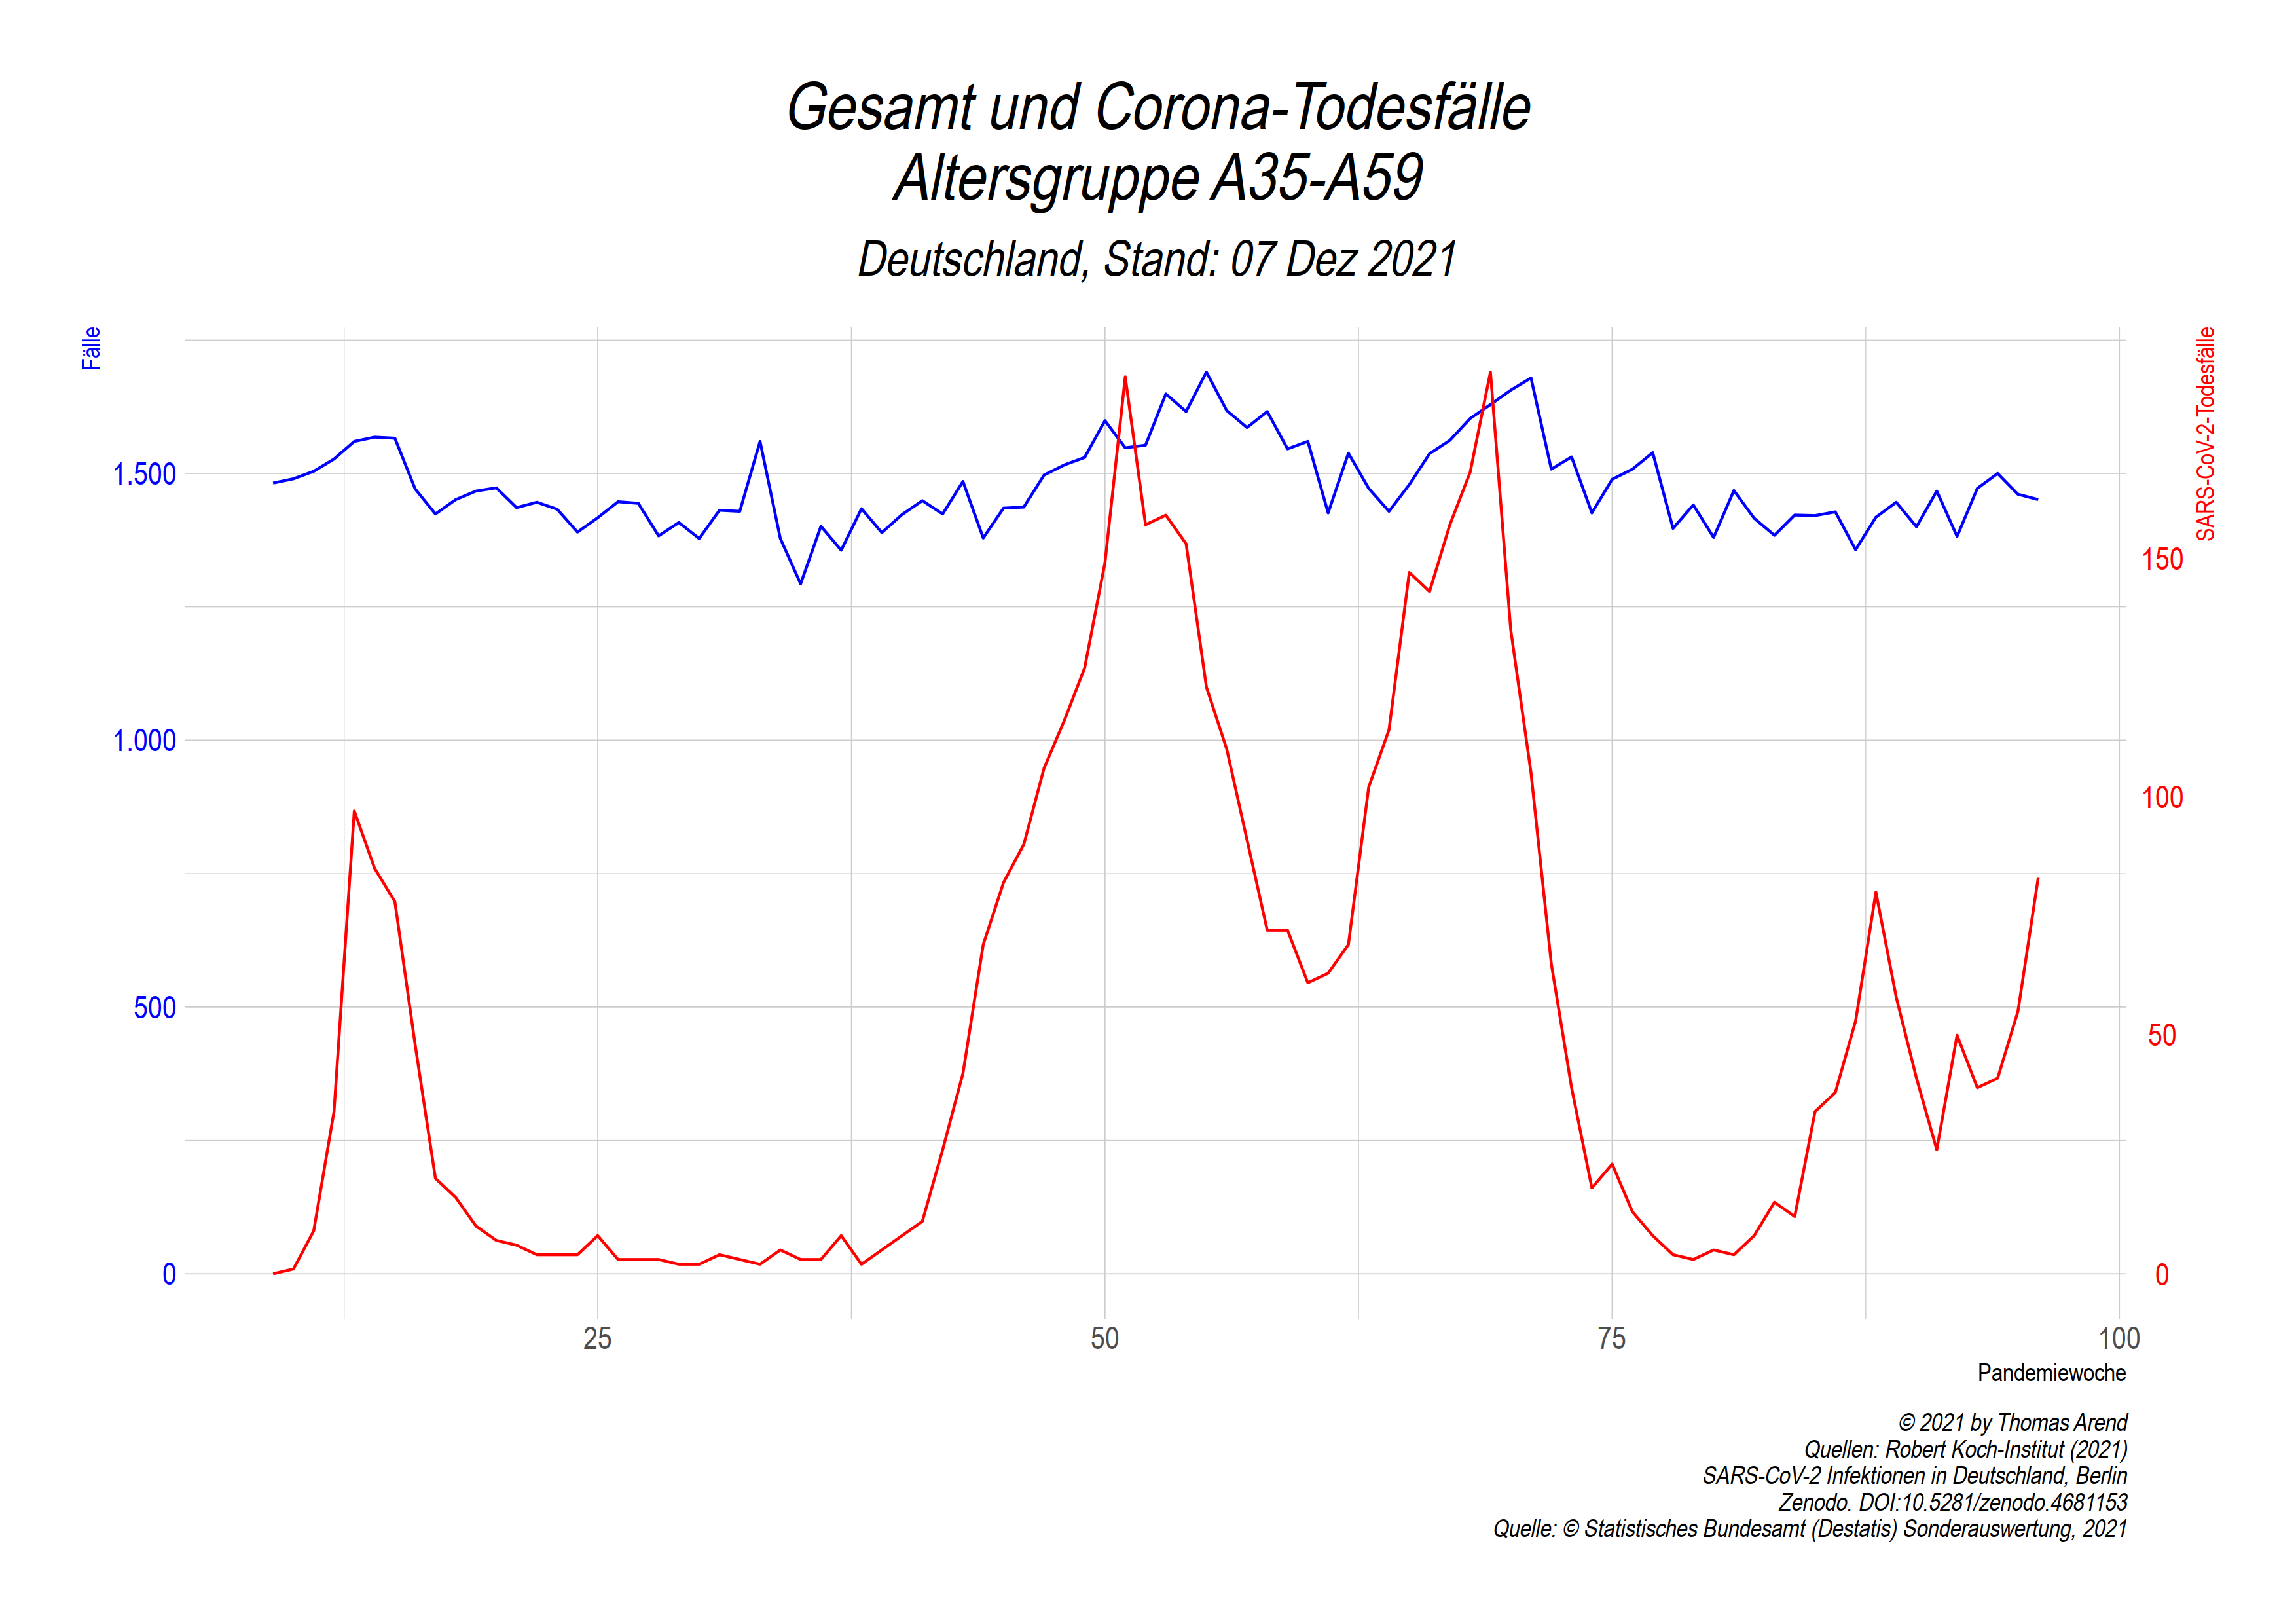 Gesamt und Corona-Todesfälle
Altersgruppe A35-A59
Deutschland, Stand: 07 Dez 2021
Fälle
SARS-CoV-2-Todesfälle
1.500
1.000
500
0
150
100
50
0
25
50
75
100
Pandemiewoche
© 2021 by Thomas Arend
Quellen: Robert Koch-Institut (2021)
SARS-CoV-2 Infektionen in Deutschland, Berlin
Zenodo. DOI:10.5281/zenodo.4681153
Quelle: © Statistisches Bundesamt (Destatis) Sonderauswertung, 2021